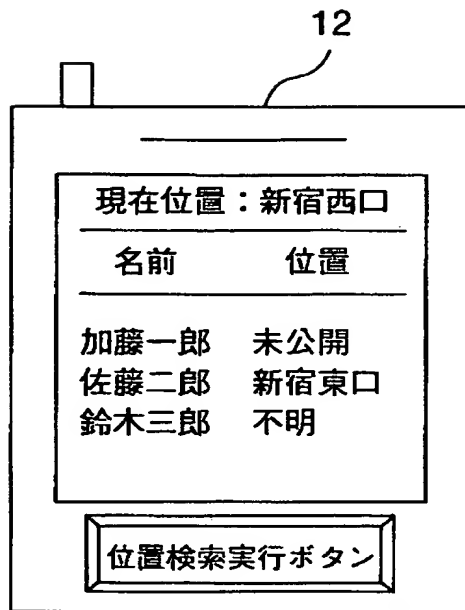 12
現在位置：新宿西口
名前 位置
加藤一郎 未公開
佐藤二郎 新宿東口
鈴木三郎 不明
位置検索実行ボタン